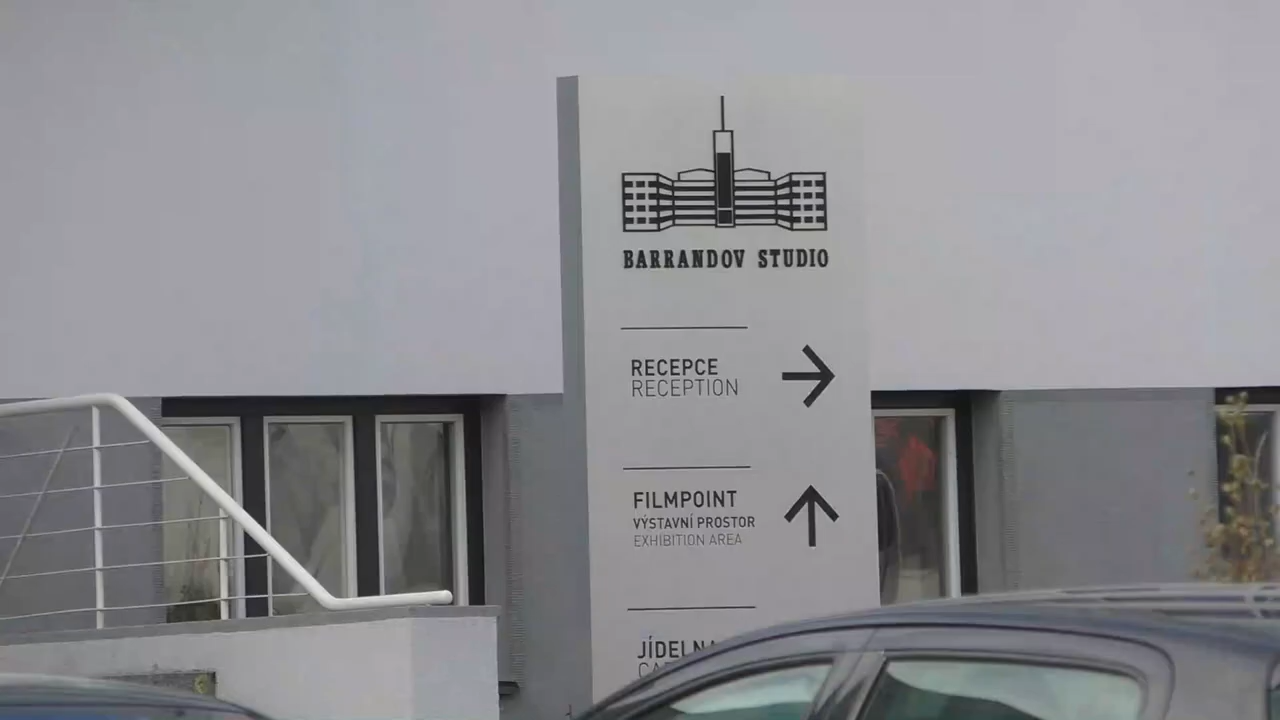 BARRANDOV STUDIO
RECEPCE
RECEPTION
FILMPOINT
VÝSTAVNÍ PROSTOR
EXHIBITION AREA